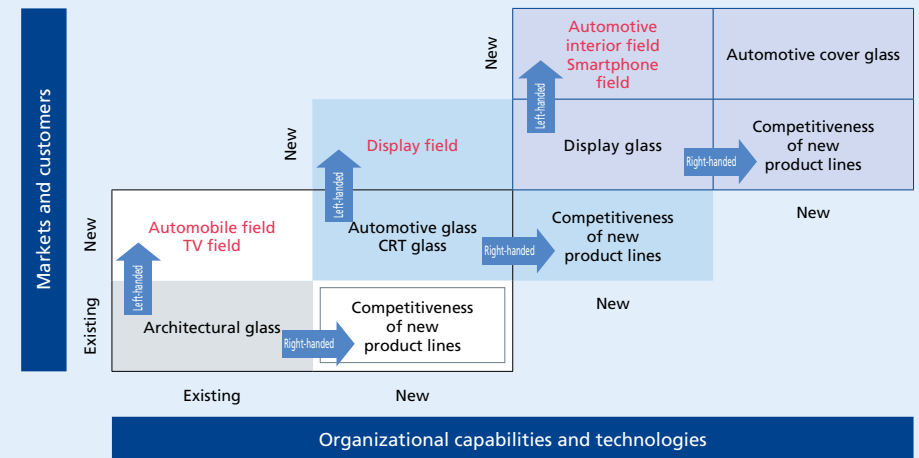 Markets and customers
New
Automotive
interior field
Smartphone
field
Automotive cover glass
Left-handed
New
Display field
Display glass
Right-handed
Competitiveness
of new
product lines
Left-handed
New
New
Automobile field
TV field
Automotive glass
CRT glass
Right-handed
Competitiveness
of new
product lines
Left-handed
New
Existing
Architectural glass
Right-handed
Competitiveness
of new
product lines
Existing
New
Organizational capabilities and technologies